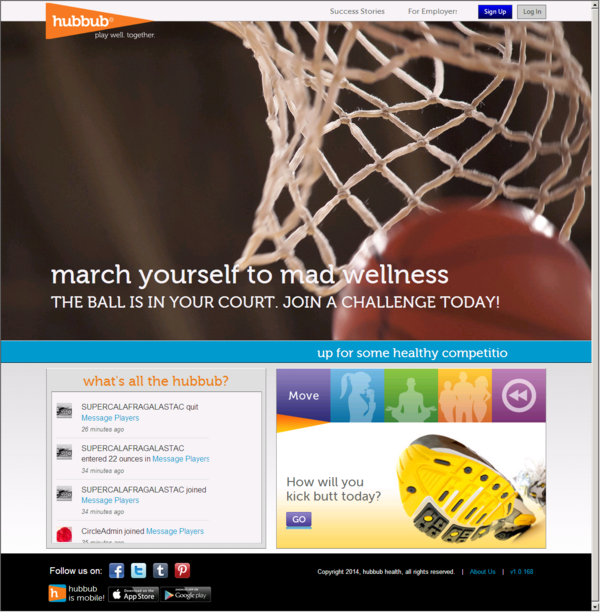 hubbub®
play well. together.
Success Stories
For Employer
Sign Up
Log In
march yourself to mad wellness
THE BALL IS IN YOUR COURT. JOIN A CHALLENGE TODAY!
up for some healthy competitio
what's all the hubbub?
SUPERCALAFRAGALASTAC quit
Message Players
26 minutes ago
SUPERCALAFRAGALASTAC
entered 22 ounces in Message Players
34 minutes ago
SUPERCALAFRAGALASTAC joined
Message Players
34 minutes ago
CircleAdmin joined Message Players
35 minutes ago
Move
How will you
kick butt today?
GO
Follow us on:
hubbub
is mobile!
App Store
Google play
Copyright 2014, hubbub health, all rights reserved. | About Us | v1.0.168